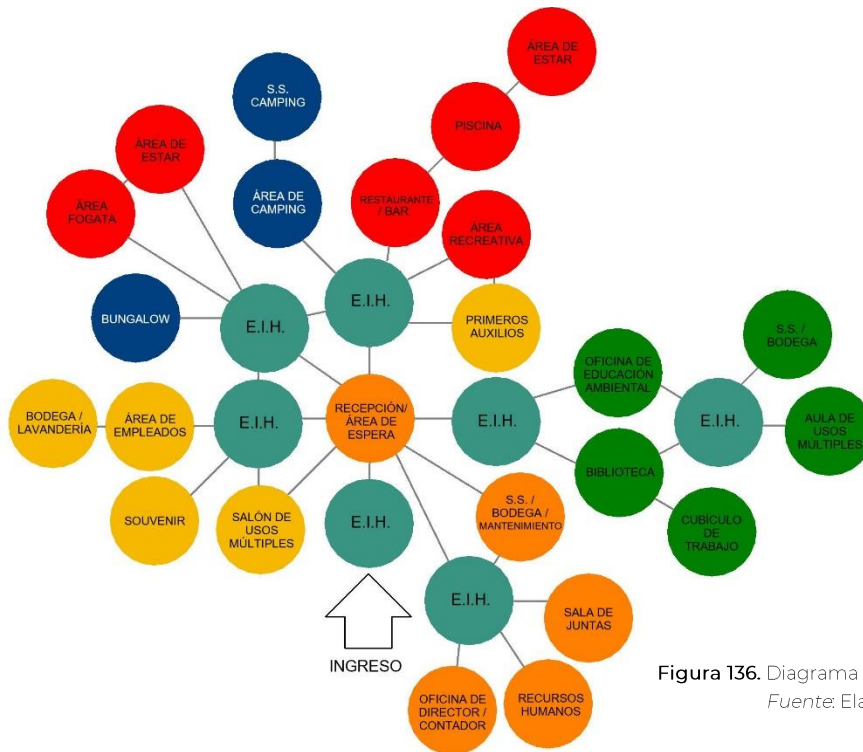 ÁREA DE
ESTAR
S.S.
CAMPING
PISCINA
ÁREA DE
ESTAR
ÁREA
FOGATA
ÁREA DE
CAMPING
RESTAURANTE
/ BAR
ÁREA
RECREATIVA
BUNGALOW
E.I.H.
E.I.H.
PRIMEROS
AUXILIOS
OFICINA DE
EDUCACIÓN
AMBIENTAL
S.S. /
BODEGA
BODEGA /
LAVANDERÍA
ÁREA DE
EMPLEADOS
E.I.H.
RECEPCIÓN/
ÁREA DE
ESPERA
E.I.H.
E.I.H.
AULA DE
USOS
MÚLTIPLES
BIBLIOTECA
SOUVENIR
SALÓN DE
USOS
MÚLTIPLES
E.I.H.
S.S. /
BODEGA /
MANTENIMIENTO
CUBÍCULO
DE
TRABAJO
E.I.H.
SALA DE
JUNTAS
INGRESO
OFICINA DE
DIRECTOR /
CONTADOR
RECURSOS
HUMANOS
Figura 136. Diagrama
Fuente: Ela